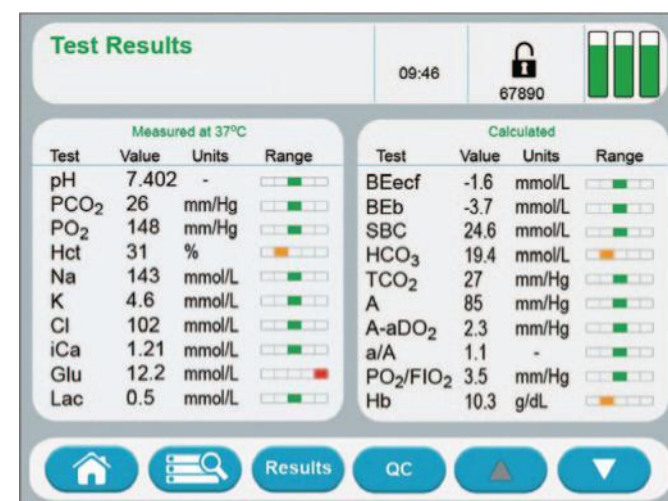 Test Results
09:46
67890
Measured at 37⁰C
Test Value Units Range
pH 7.402 -
PCO₂ 26 mm/Hg
PO₂ 148 mm/Hg
Hct 31 %
Na 143 mmol/L
K 4.6 mmol/L
Cl 102 mmol/L
iCa 1.21 mmol/L
Glu 12.2 mmol/L
Lac 0.5 mmol/L
Calculated
Test Value Units Range
BEecf -1.6 mmol/L
BEb -3.7 mmol/L
SBC 24.6 mmol/L
HCO₃ 19.4 mmol/L
TCO₂ 27 mm/Hg
A 85 mm/Hg
A-aDO₂ 2.3 mm/Hg
a/A 1.1 -
PO₂/FIO₂ 3.5 mm/Hg
Hb 10.3 g/dL
Results
QC